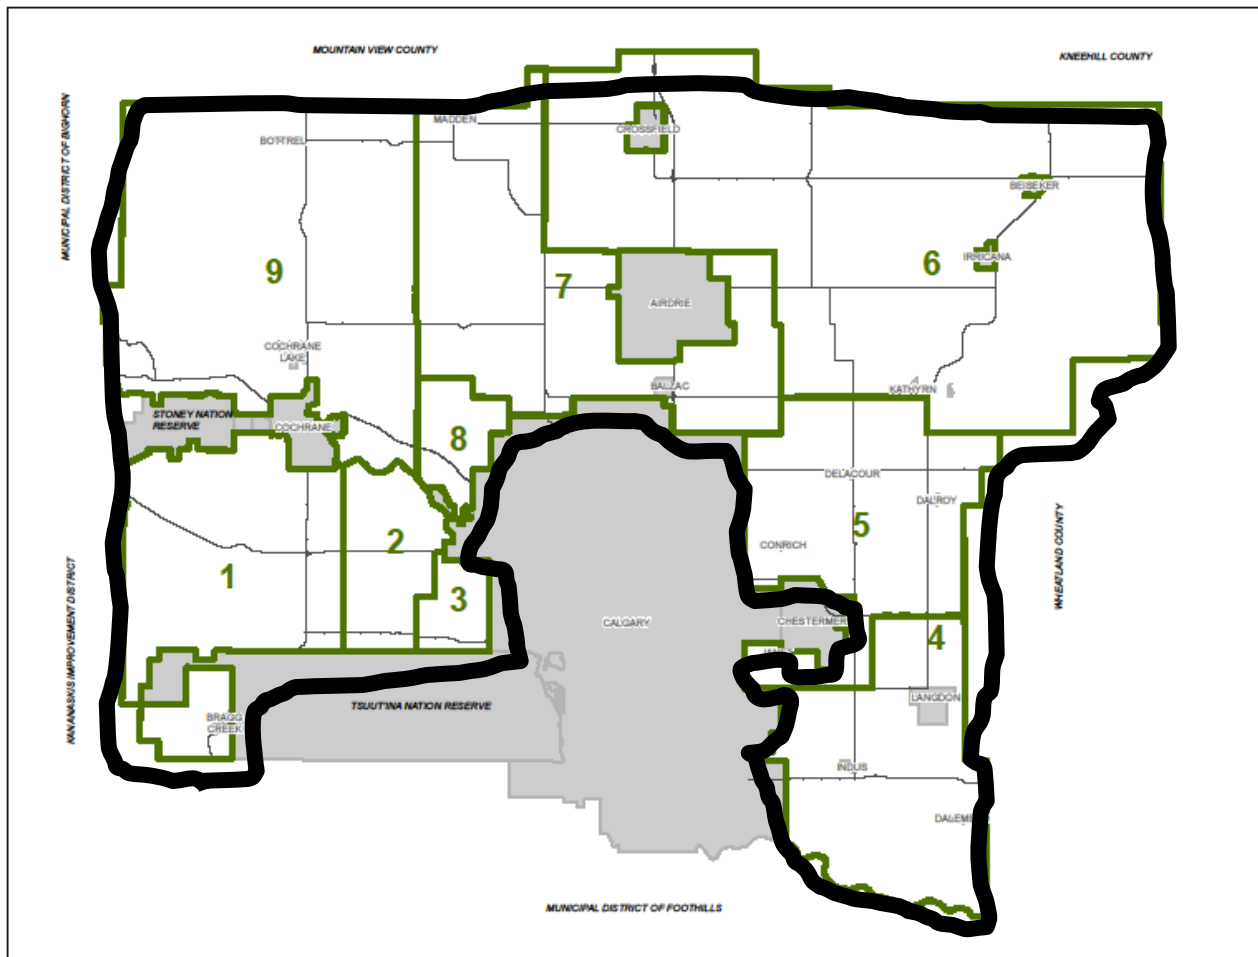 MOUNTAIN VIEW COUNTY
KNEEHILL COUNTY
MUNICIPAL DISTRICT OF BIGHORN
MADDEN
CROSSFIELD
BOTTREL
BEISEKER
IRRICANA
9
7
6
AIRDRIE
COCHRANE
LAKE
BALZAC
KATHYRN
STONEY NATION
RESERVE
COCHRANE
8
DELACOUR
DALROY
5
2
CONRICH
WHEATLAND COUNTY
1
3
CALGARY
CHESTERMERE
4
KANANASKIS IMPROVEMENT DISTRICT
TSUUT'INA NATION RESERVE
LANGDON
BRAGG
CREEK
INDUS
MUNICIPAL DISTRICT OF FOOTHILLS